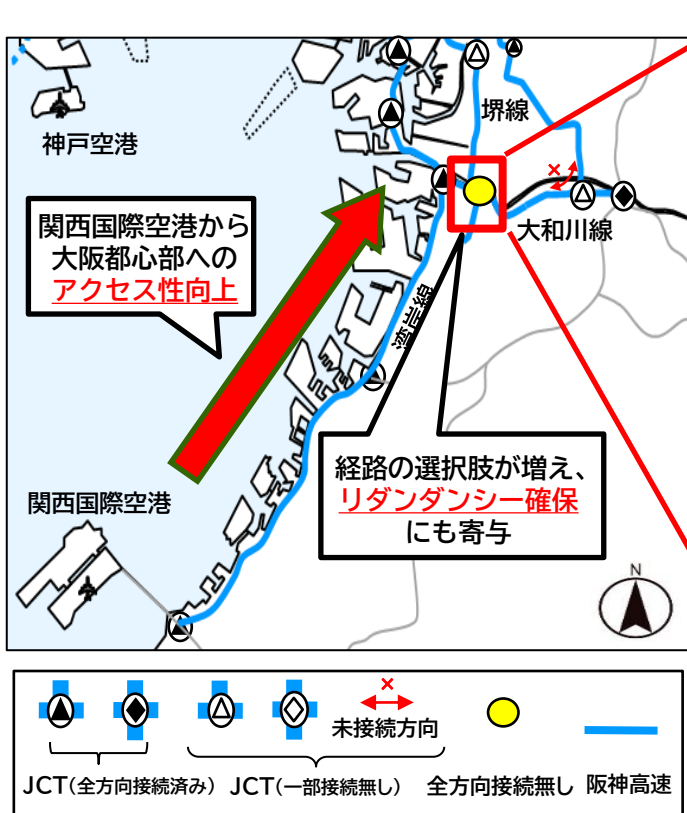 堺線
神戸空港
×
関西国際空港から
大阪都心部への
アクセス性向上
大和川線
湾岸線
経路の選択肢が増え、
リダンダンシー確保
にも寄与
関西国際空港
N
×
未接続方向
JCT(全方向接続済み)
JCT(一部接続無し)
全方向接続無し
阪神高速